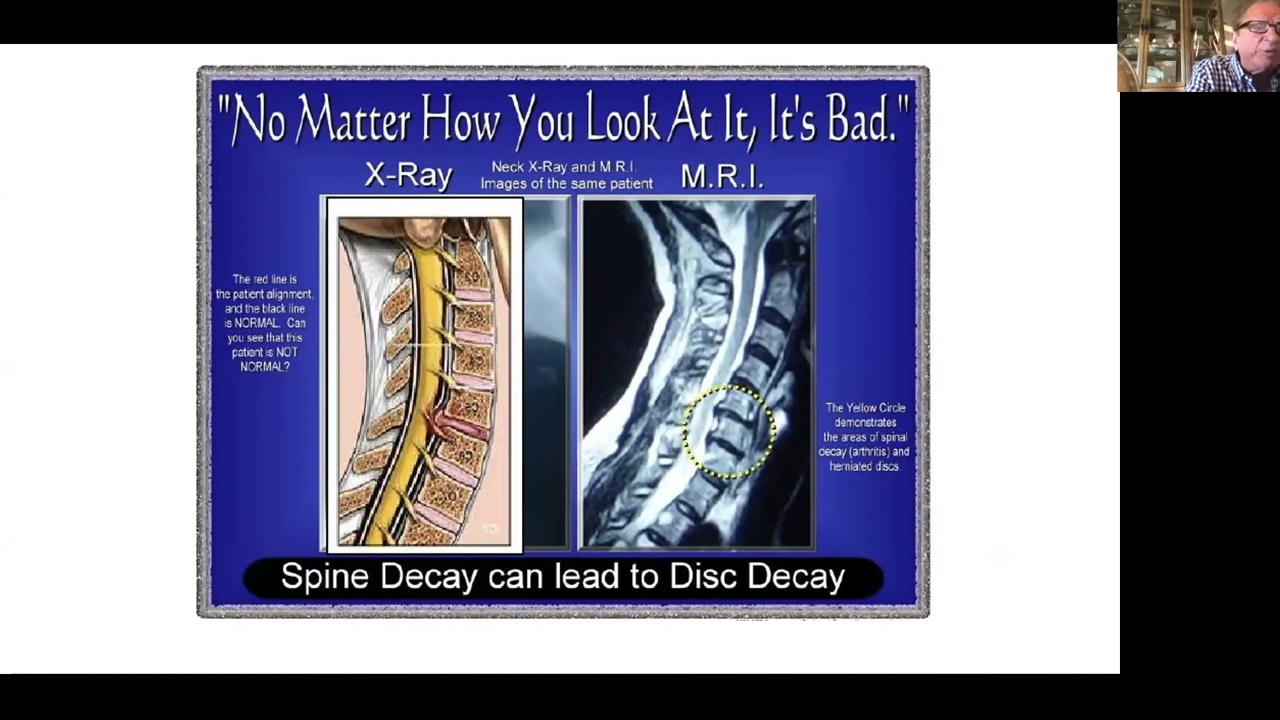 "No Matter How You Look At It, It's Bad."
X-Ray
Neck X-Ray and M.R.I.
Images of the same patient
M.R.I.
The red line is
the patient alignment,
and the black line
is NORMAL. Can
you see that this
patient is NOT
NORMAL?
The Yellow Circle
demonstrates
the areas of spinal
decay (arthritis) and
herniated discs.
Spine Decay can lead to Disc Decay